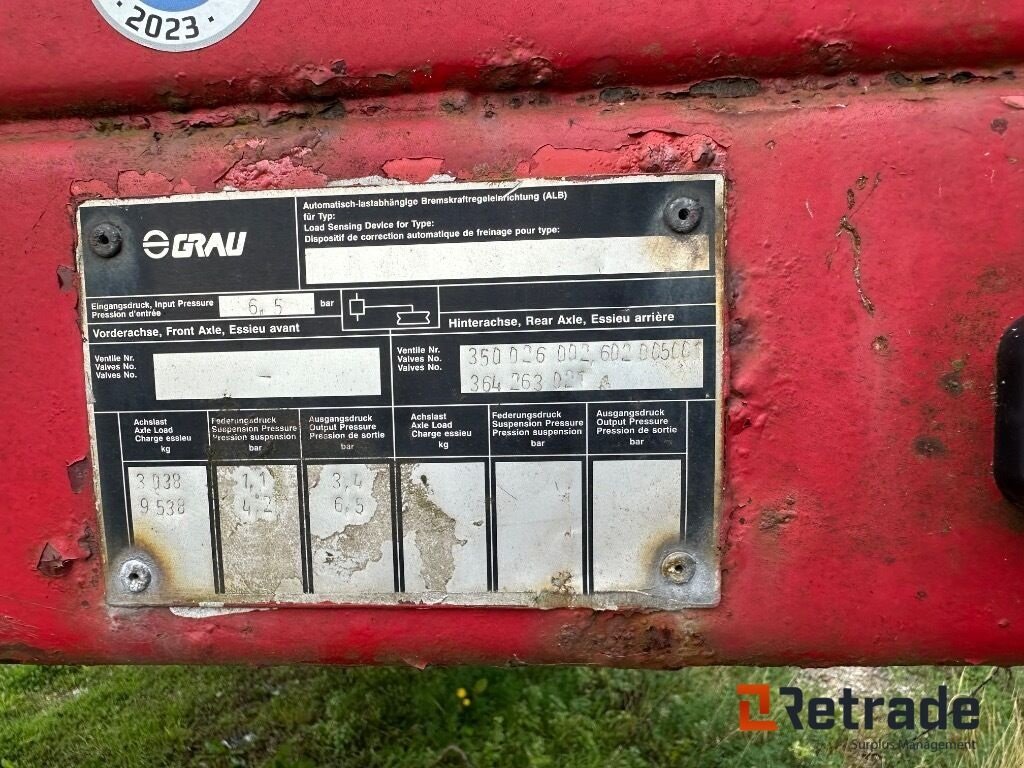 2023
GRAU
Automatisch-lastabhängige Bremskraftregeleinrichtung (ALB)
für Typ:
Load Sensing Device for Type:
Dispositif de correction automatique de freinage pour type:
Eingangsdruck, Input Pressure
Pression d'entrée
6,5
bar
Vorderachse, Front Axle, Essieu avant
Hinterachse, Rear Axle, Essieu arrière
Ventile Nr.
Valves No.
Valves No.
-
Ventile Nr.
Valves No.
Valves No.
350 026 002, 602 005001
364 263 021
Achslast
Axle Load
Charge essieu
kg
Federungsdruck
Suspension Pressure
Pression suspension
bar
Ausgangsdruck
Output Pressure
Pression de sortie
bar
Achslast
Axle Load
Charge essieu
kg
Federungsdruck
Suspension Pressure
Pression suspension
bar
Ausgangsdruck
Output Pressure
Pression de sortie
bar
3 038 1,1 3,4
9 538 4,2 6,5
Retrade
Surplus Management